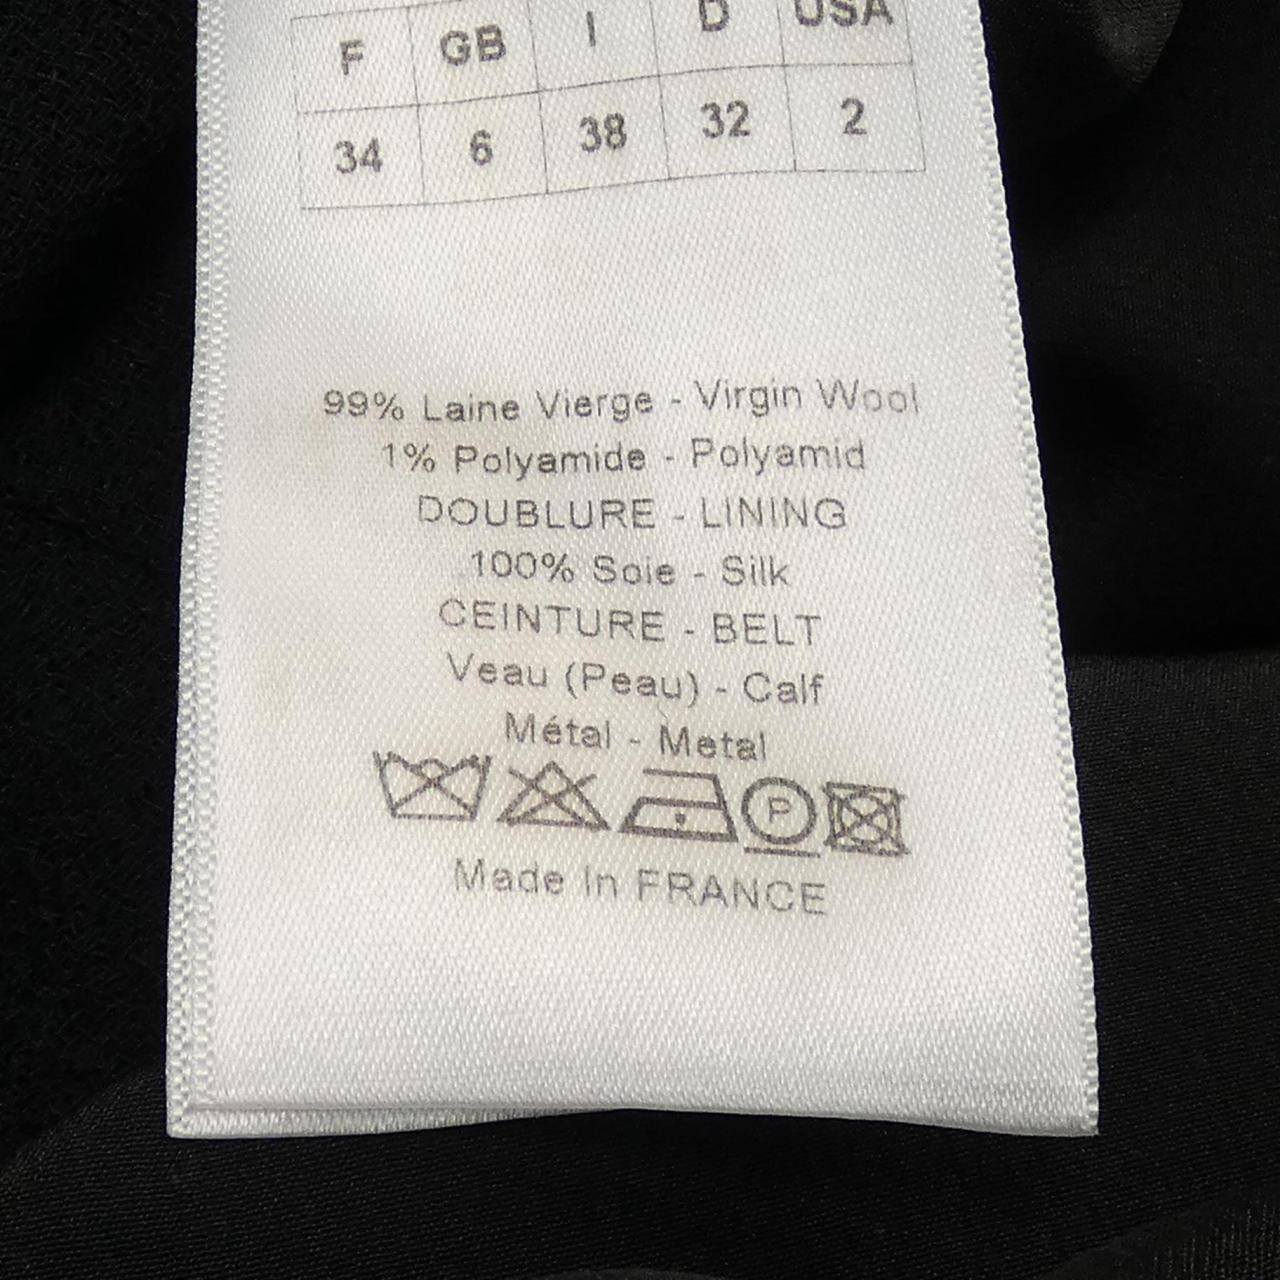 F GB I D USA
34 6 38 32 2
99% Laine Vierge - Virgin Wool
1% Polyamide - Polyamid
DOUBLURE - LINING
100% Soie - Silk
CEINTURE - BELT
Veau (Peau) - Calf
Métal - Metal
P
Made In FRANCE